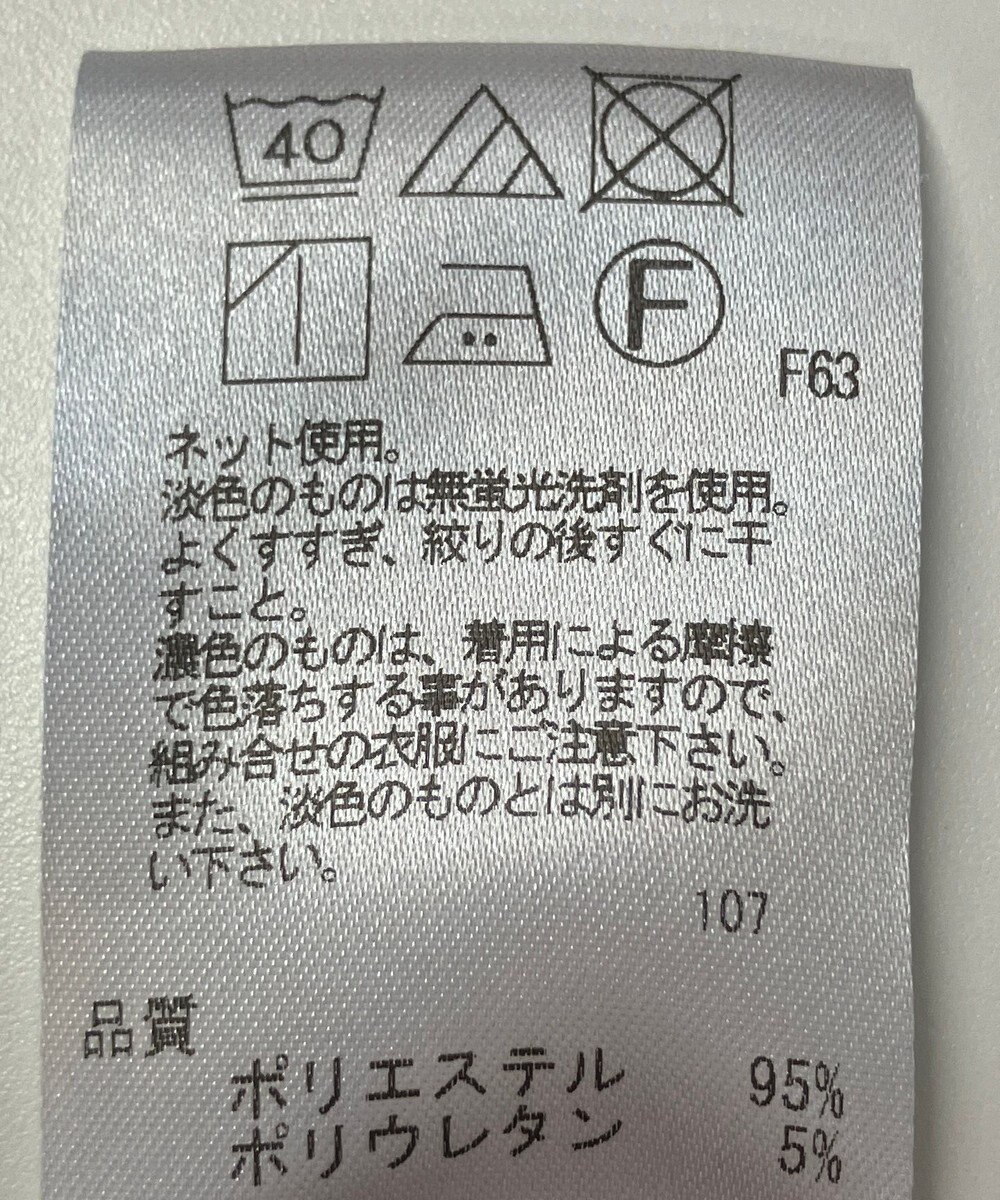 40
F
F63
ネット使用。
淡色のものは無蛍光洗剤を使用。
よくすすぎ、絞りの後すぐに干
すこと。
濃色のものは、着用による摩擦
で色落ちする事がありますので、
組み合せの衣服にご注意下さい。
また、淡色のものとは別にお洗
い下さい。
107
品質
ポリエステル 95%
ポリウレタン 5%